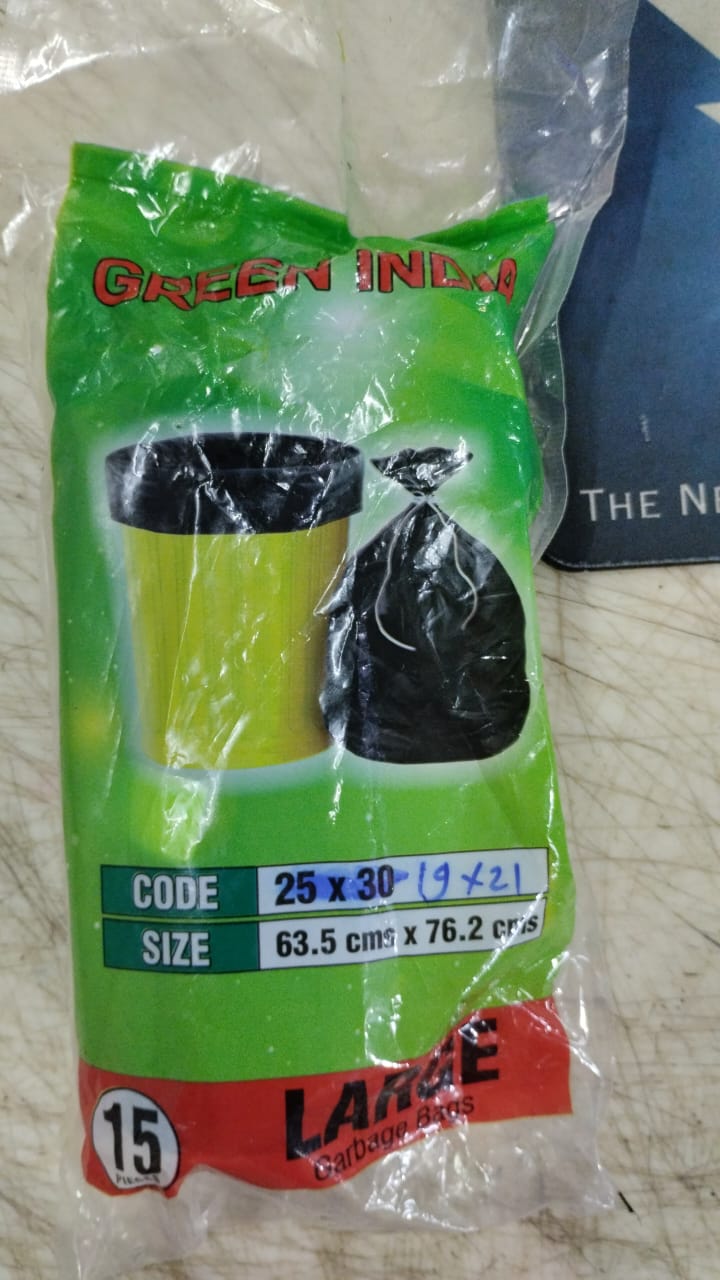 GREEN INDIA
THE
CODE 25 x 30 19 x 21
SIZE 63.5 cms x 76.2 cms
LARGE
Garbage Bags
15
PIECES